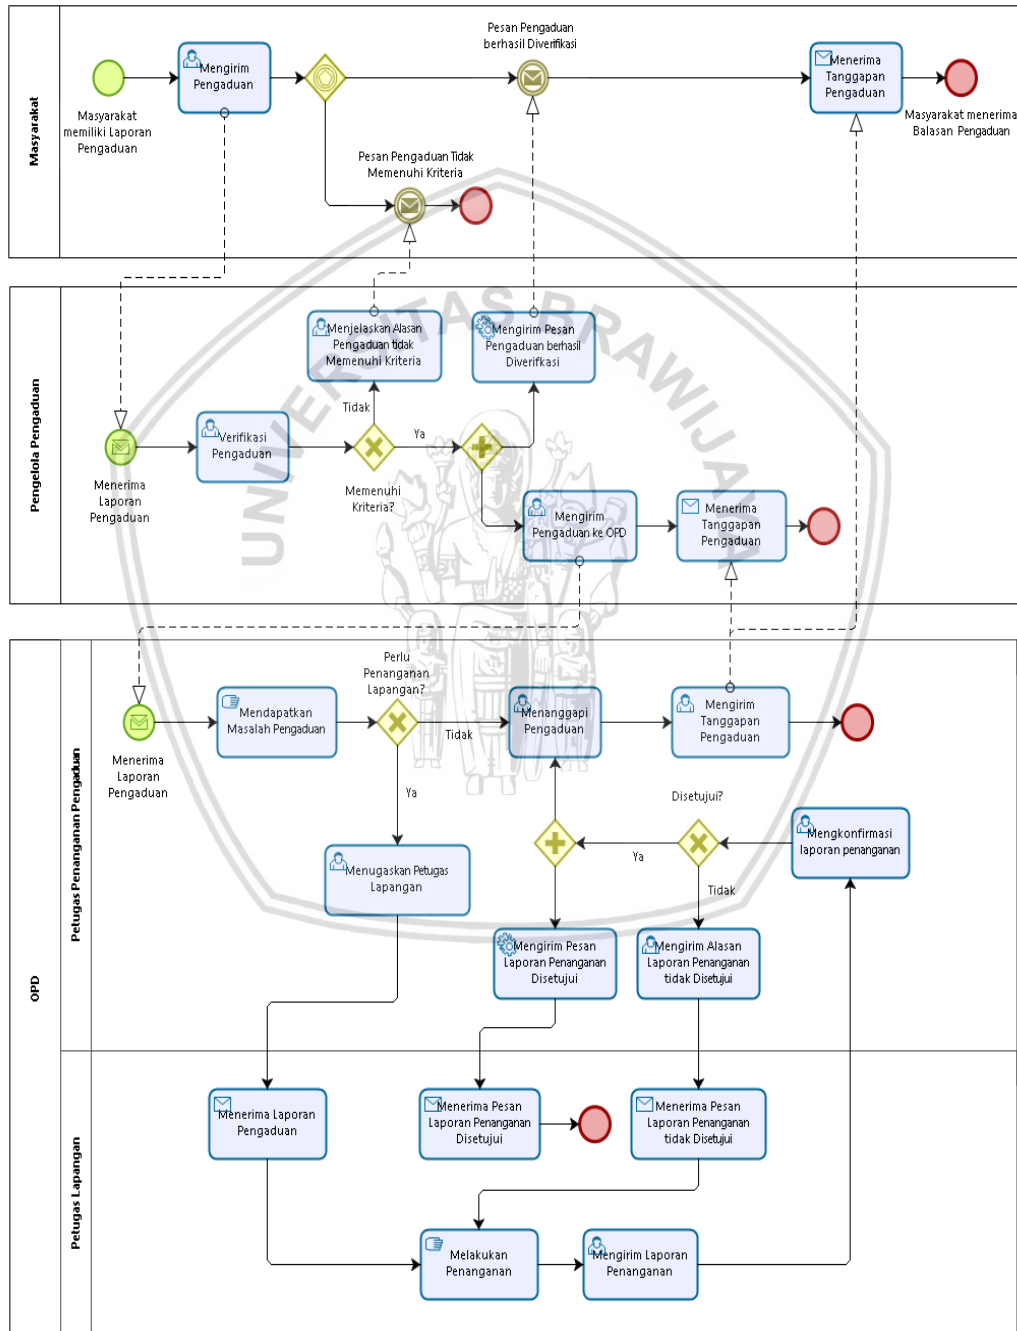 Masyarakat
Masyarakat
memiliki Laporan
Pengaduan
Mengirim
Pengaduan
Pesan Pengaduan
berhasil Diverifikasi
Pesan Pengaduan Tidak
Memenuhi Kriteria
Menerima
Tanggapan
Pengaduan
Masyarakat menerima
Balasan Pengaduan
Pengelola Pengaduan
Menerima
Laporan
Pengaduan
Verifikasi
Pengaduan
Menjelaskan Alasan
Pengaduan tidak
Memenuhi Kriteria
Tidak
Memenuhi
Kriteria?
Ya
Mengirim Pesan
Pengaduan berhasil
Diverifkasi
Mengirim
Pengaduan ke OPD
Menerima
Tanggapan
Pengaduan
UNIVERSITAS BRAWIJAYA
OPD
Petugas Penanganan Pengaduan
Menerima
Laporan
Pengaduan
Mendapatkan
Masalah Pengaduan
Perlu
Penanganan
Lapangan?
Tidak
Ya
Menanggapi
Pengaduan
Mengirim
Tanggapan
Pengaduan
Menugaskan Petugas
Lapangan
Disetujui?
Ya
Tidak
Mengkonfirmasi
laporan penanganan
Mengirim Pesan
Laporan Penanganan
Disetujui
Mengirim Alasan
Laporan Penanganan
tidak Disetujui
Petugas Lapangan
Menerima Laporan
Pengaduan
Menerima Pesan
Laporan Penanganan
Disetujui
Menerima Pesan
Laporan Penanganan
tidak Disetujui
Melakukan
Penanganan
Mengirim Laporan
Penanganan